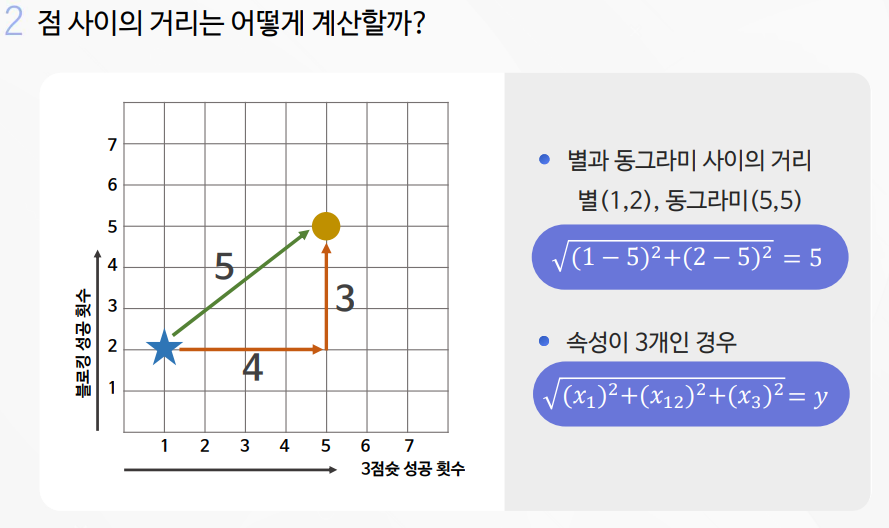 2 점 사이의 거리는 어떻게 계산할까?
7
6
5
4
3
2
1
블로킹 성공 횟수
5
3
4
1 2 3 4 5 6 7
3점슛 성공 횟수
• 별과 동그라미 사이의 거리
별(1,2), 동그라미(5,5)
√(1 − 5)²+(2 − 5)² = 5
• 속성이 3개인 경우
√(x₁)²+(x₁₂)²+(x₃)² = y